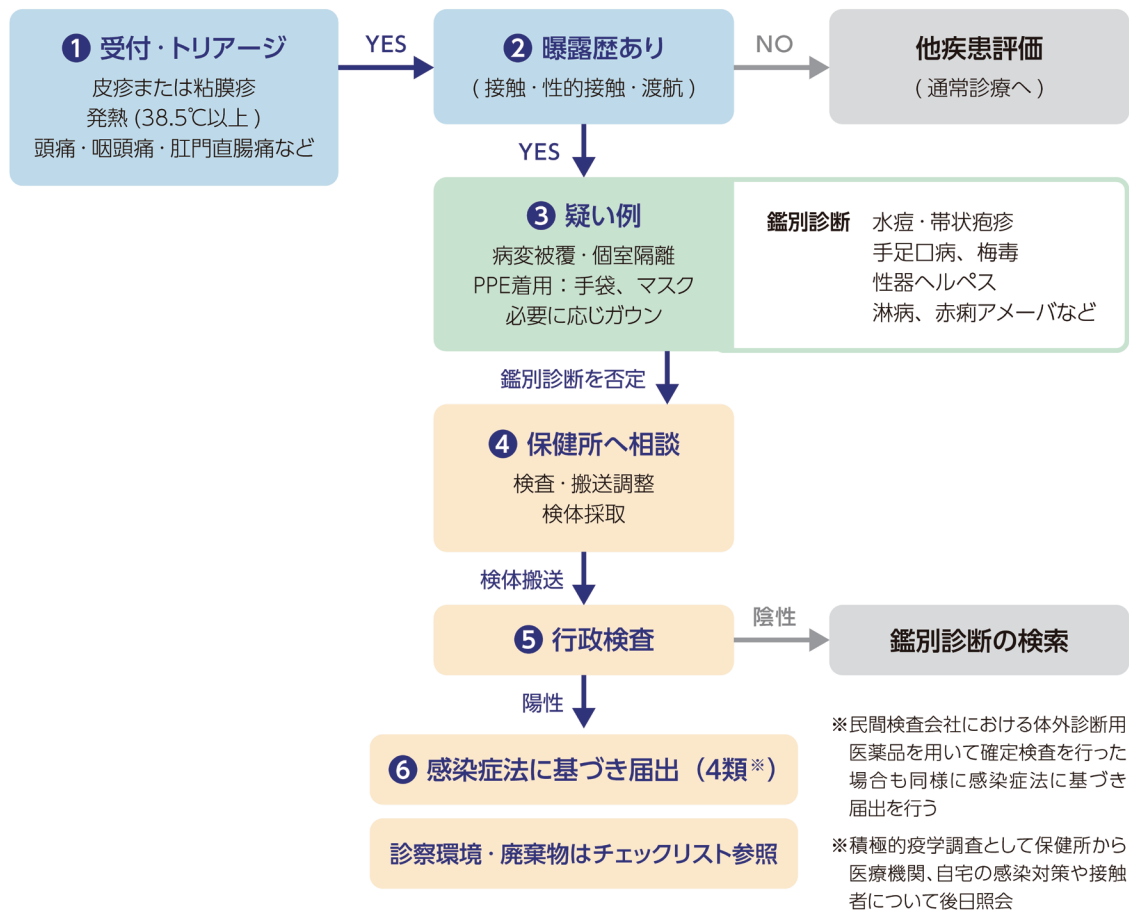 ❶ 受付・トリアージ
皮疹または粘膜疹
発熱 (38.5℃以上 )
頭痛・咽頭痛・肛門直腸痛など
YES
❷ 曝露歴あり
( 接触・性的接触・渡航 )
NO
他疾患評価
( 通常診療へ )
YES
❸ 疑い例
病変被覆・個室隔離
PPE着用：手袋、マスク
必要に応じガウン
鑑別診断 水痘・帯状疱疹
手足口病、梅毒
性器ヘルペス
淋病、赤痢アメーバなど
鑑別診断を否定
❹ 保健所へ相談
検査・搬送調整
検体採取
検体搬送
❺ 行政検査
陰性
鑑別診断の検索
陽性
❻ 感染症法に基づき届出（4類※）
診察環境・廃棄物はチェックリスト参照
※民間検査会社における体外診断用
医薬品を用いて確定検査を行った
場合も同様に感染症法に基づき
届出を行う
※積極的疫学調査として保健所から
医療機関、自宅の感染対策や接触
者について後日照会